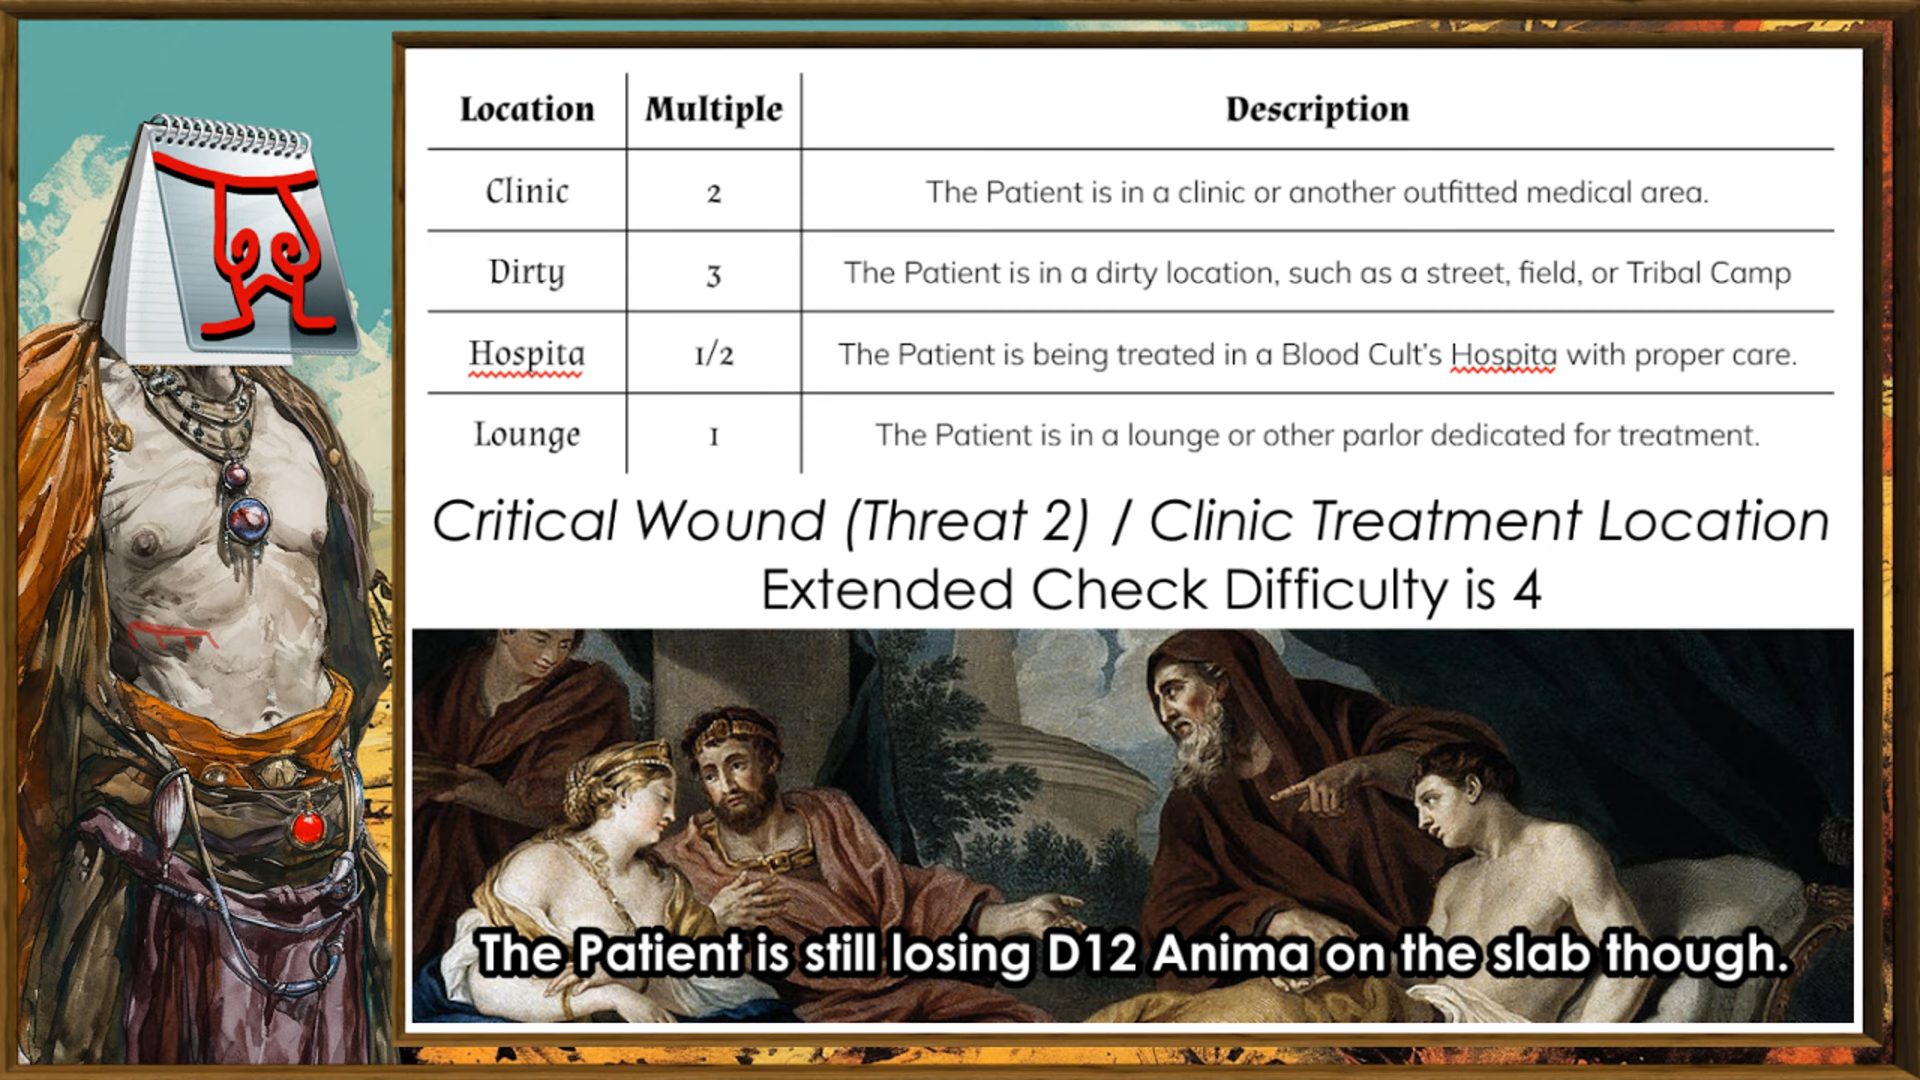 Location Multiple Description
Clinic 2 The Patient is in a clinic or another outfitted medical area.
Dirty 3 The Patient is in a dirty location, such as a street, field, or Tribal Camp
Hospita 1/2 The Patient is being treated in a Blood Cult's Hospita with proper care.
Lounge 1 The Patient is in a lounge or other parlor dedicated for treatment.
Critical Wound (Threat 2) / Clinic Treatment Location
Extended Check Difficulty is 4
The Patient is still losing D12 Anima on the slab though.